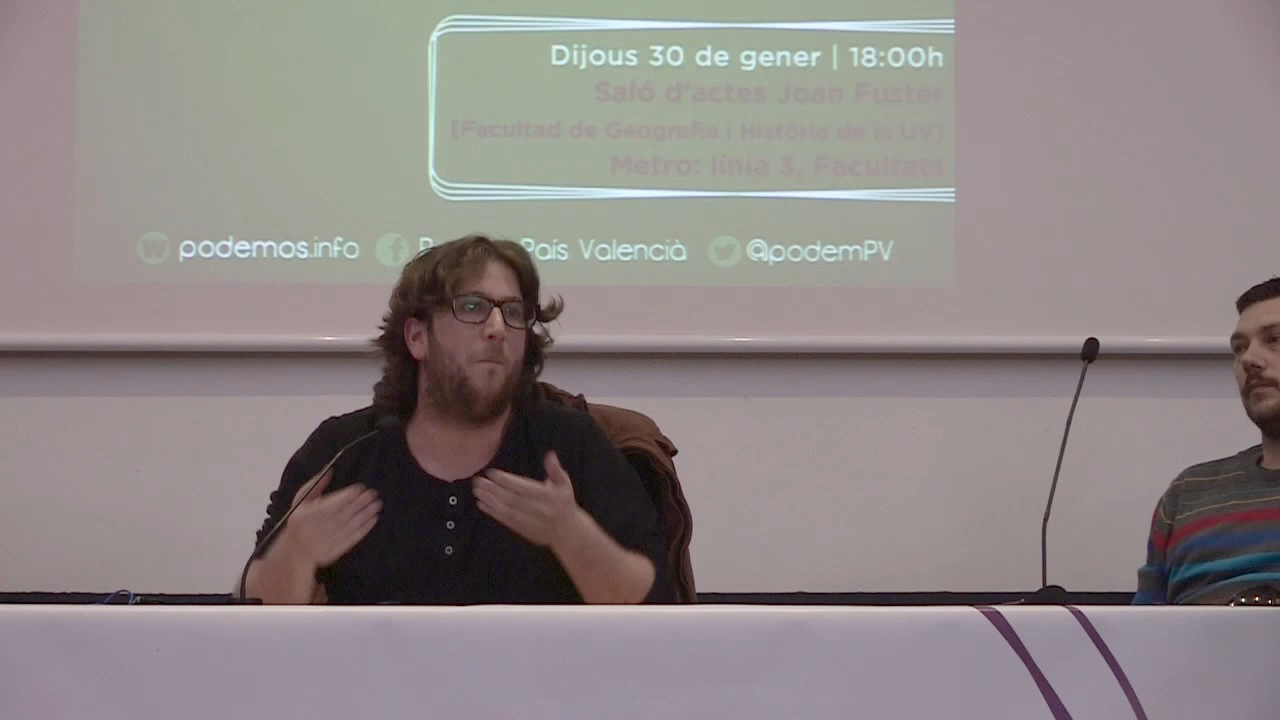 Dijous 30 de gener | 18:00h
Saló d'actes Joan Fuster
[Facultad de Geografia i Història de la UV]
Metro: línia 3, Facultats
podemos.info País Valencià @podemPV